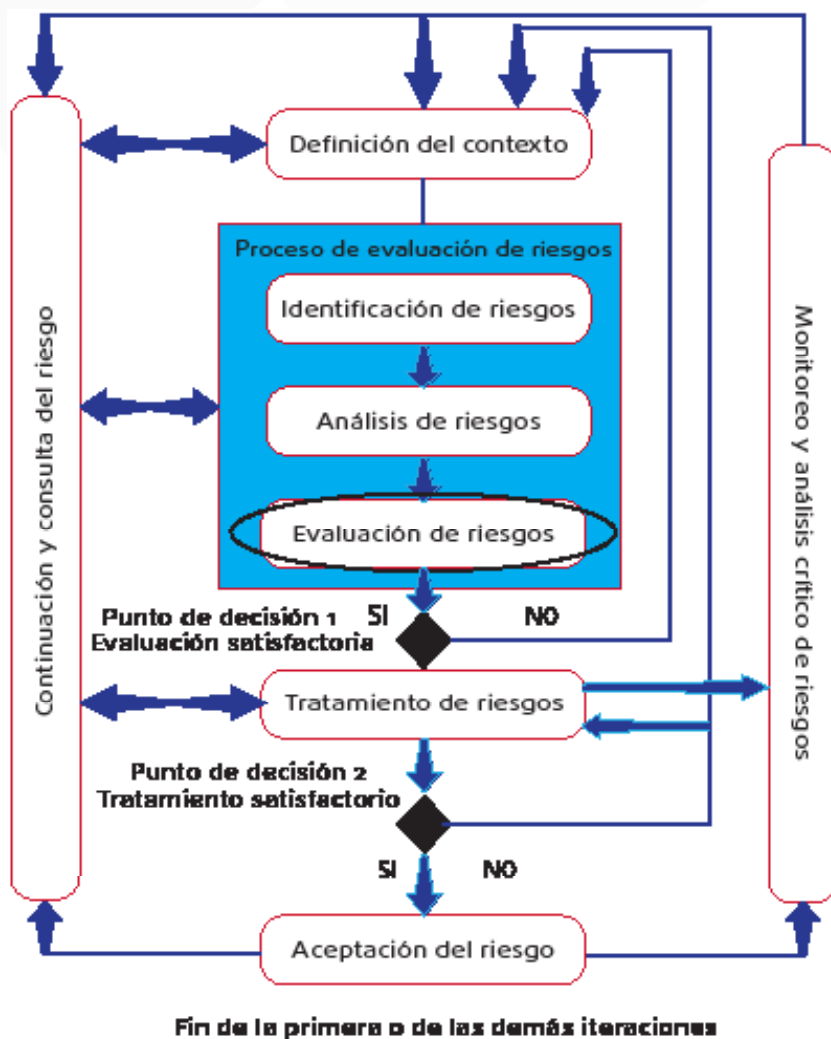 Definición del contexto
Proceso de evaluación de riesgos
Identificación de riesgos
Análisis de riesgos
Evaluación de riesgos
Punto de decisión 1
Evaluación satisfactoria
SI
NO
Tratamiento de riesgos
Punto de decisión 2
Tratamiento satisfactorio
SI
NO
Aceptación del riesgo
Continuación y consulta del riesgo
Monitoreo y análisis crítico de riesgos
Fin de la primera o de las demás iteraciones